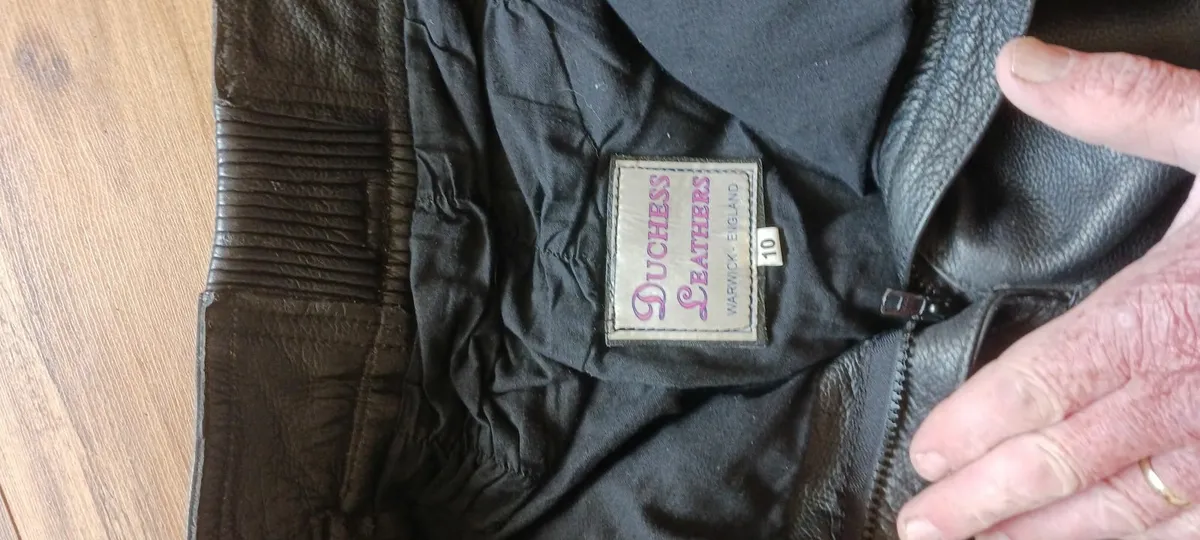 DUCHESS
LEATHERS
WARWICK - ENGLAND
10